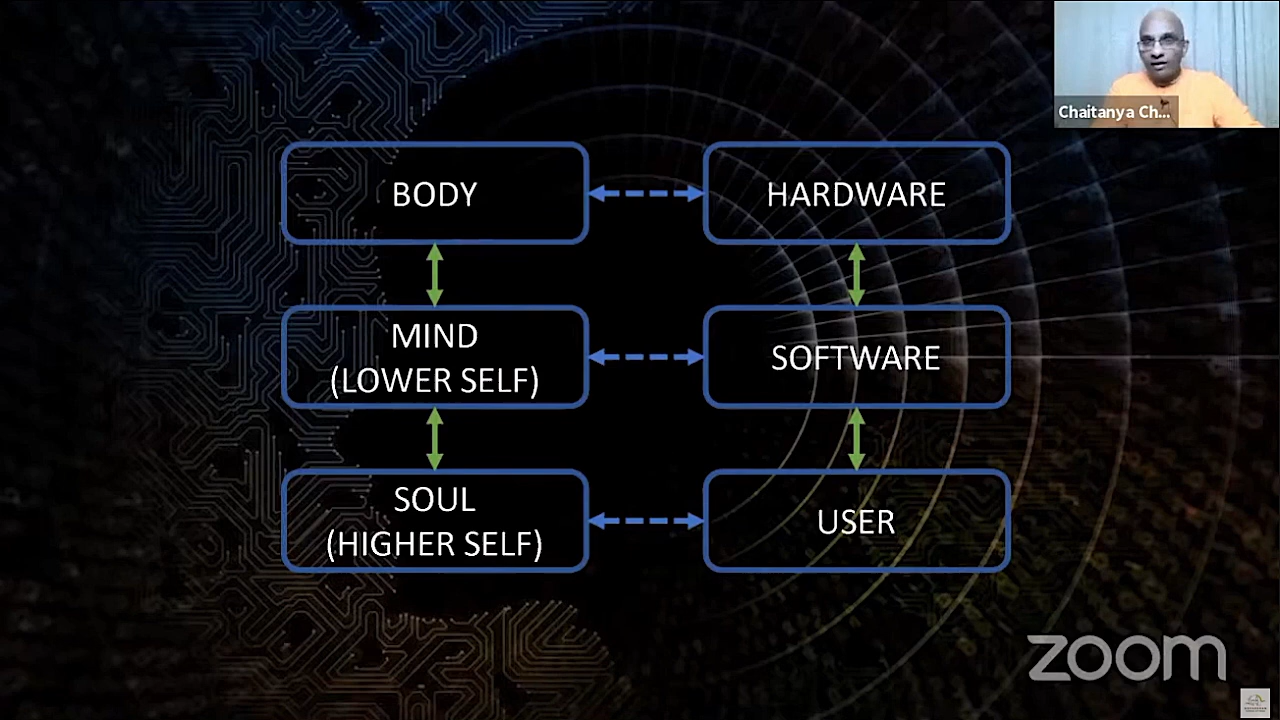 Chaitanya Ch...
BODY
HARDWARE
MIND
(LOWER SELF)
SOFTWARE
SOUL
(HIGHER SELF)
USER
zoom